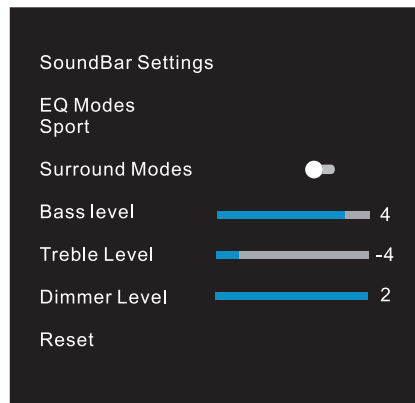 SoundBar Settings
EQ Modes
Sport
Surround Modes
Bass level 4
Treble Level -4
Dimmer Level 2
Reset